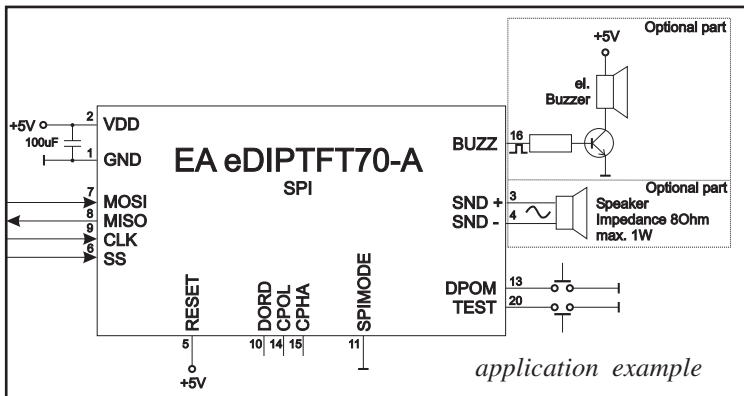 Optional part
+5V
el.
Buzzer
2
VDD
+5V
100uF
1
GND
EA eDIPTFT70-A
SPI
BUZZ
16
7
MOSI
8
MISO
9
CLK
6
SS
Optional part
SND +
3
SND -
4
Speaker
Impedance 8Ohm
max. 1W
DPOM
13
TEST
20
RESET
DORD
CPOL
CPHA
SPIMODE
5
10
14
15
11
+5V
application example